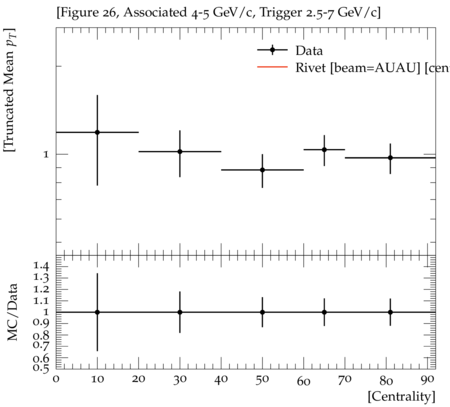 [Figure 26, Associated 4-5 GeV/c, Trigger 2.5-7 GeV/c]
[Truncated Mean pT]
Data
Rivet [beam=AUAU] [cen
1
MC/Data
1.4
1.3
1.2
1.1
1
0.9
0.8
0.7
0.6
0.5
0 10 20 30 40 50 60 70 80 90
[Centrality]